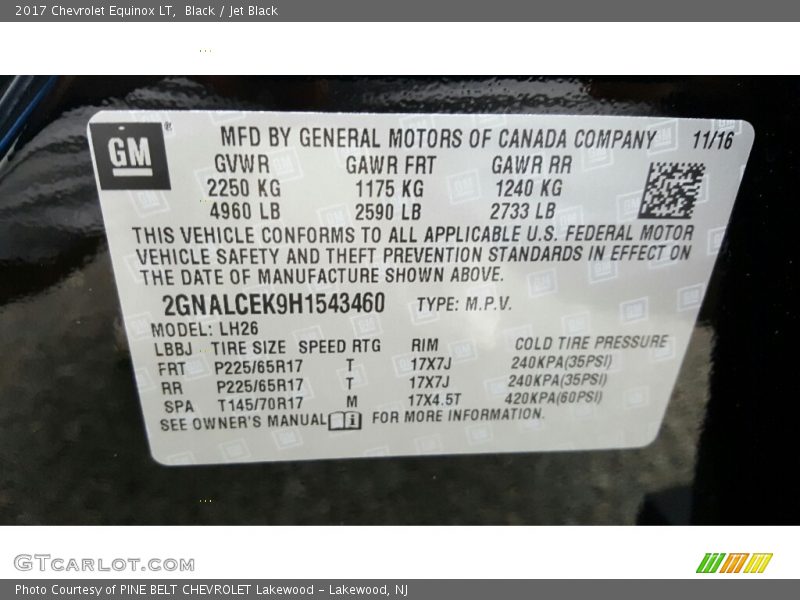 2017 Chevrolet Equinox LT, Black / Jet Black
GM
MFD BY GENERAL MOTORS OF CANADA COMPANY 11/16
GVWR GAWR FRT GAWR RR
2250 KG 1175 KG 1240 KG
4960 LB 2590 LB 2733 LB
THIS VEHICLE CONFORMS TO ALL APPLICABLE U.S. FEDERAL MOTOR
VEHICLE SAFETY AND THEFT PREVENTION STANDARDS IN EFFECT ON
THE DATE OF MANUFACTURE SHOWN ABOVE.
2GNALCEK9H1543460 TYPE: M.P.V.
MODEL: LH26
LBBJ TIRE SIZE SPEED RTG RIM COLD TIRE PRESSURE
FRT P225/65R17 T 17X7J 240KPA(35PSI)
RR P225/65R17 T 17X7J 240KPA(35PSI)
SPA T145/70R17 M 17X4.5T 420KPA(60PSI)
SEE OWNER'S MANUAL FOR MORE INFORMATION.
GTCARLOT.COM
Photo Courtesy of PINE BELT CHEVROLET Lakewood - Lakewood, NJ